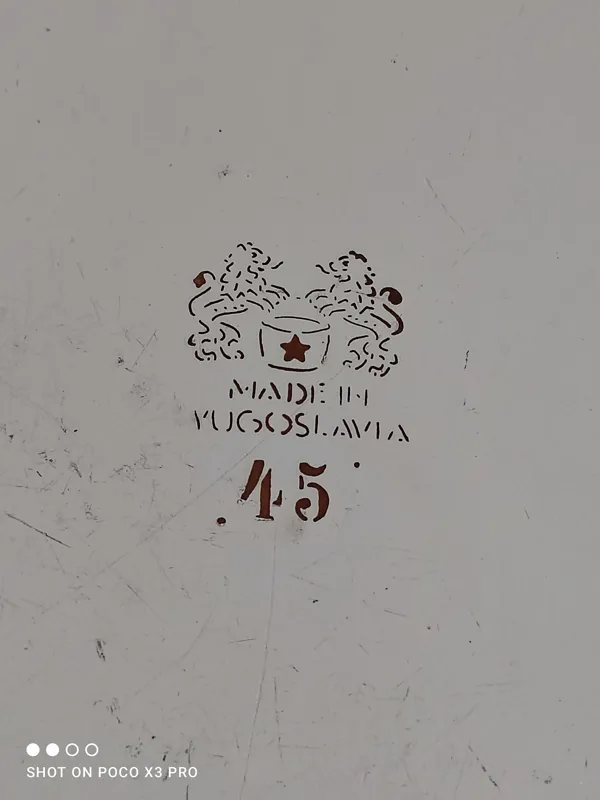 MADE IN
YUGOSLAVIA
45
SHOT ON POCO X3 PRO